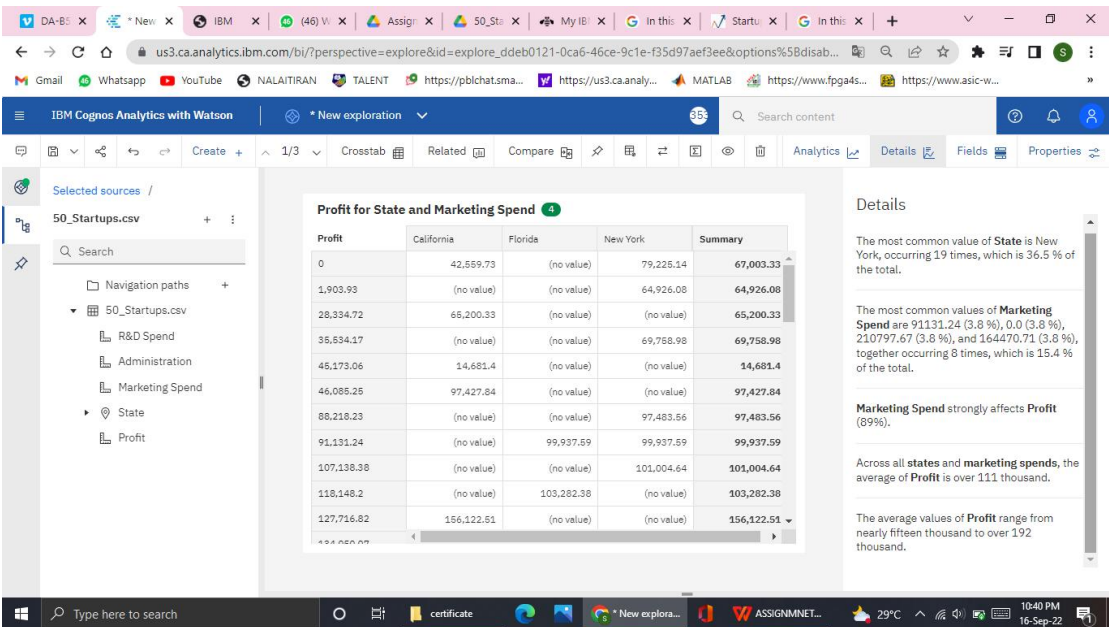 DA-B5 * New IBM (46) W Assign 50_Sta My IB In this Startu In this
us3.ca.analytics.ibm.com/bi/?perspective=explore&id=explore_ddeb0121-0ca6-46ce-9c1e-f35d97aef3ee&options%58disab...
Gmail Whatsapp YouTube NALAITIRAN TALENT https://pblchat.sma... https://us3.ca.analy... MATLAB https://www.fpga4s... https://www.asic-w... »
IBM Cognos Analytics with Watson * New exploration 353 Search content
Create + 1/3 Crosstab Related Compare Analytics Details Fields Properties
Selected sources /
50_Startups.csv
Search
Navigation paths
50_Startups.csv
R&D Spend
Administration
Marketing Spend
State
Profit
Profit for State and Marketing Spend 4
Profit California Florida New York Summary
0 42,559.73 (no value) 79,225.14 67,003.33
1,903.93 (no value) (no value) 64,926.08 64,926.08
28,334.72 65,200.33 (no value) (no value) 65,200.33
35,534.17 (no value) (no value) 69,758.98 69,758.98
45,173.06 14,681.4 (no value) (no value) 14,681.4
46,085.25 97,427.84 (no value) (no value) 97,427.84
88,218.23 (no value) (no value) 97,483.56 97,483.56
91,131.24 (no value) 99,937.59 99,937.59 99,937.59
107,138.38 (no value) (no value) 101,004.64 101,004.64
118,148.2 (no value) 103,282.38 (no value) 103,282.38
127,716.82 156,122.51 (no value) (no value) 156,122.51
Details
The most common value of State is New
York, occurring 19 times, which is 36.5 % of
the total.
The most common values of Marketing
Spend are 91131.24 (3.8 %), 0.0 (3.8 %),
210797.67 (3.8 %), and 164470.71 (3.8 %),
together occurring 8 times, which is 15.4 %
of the total.
Marketing Spend strongly affects Profit
(89%).
Across all states and marketing spends, the
average of Profit is over 111 thousand.
The average values of Profit range from
nearly fifteen thousand to over 192
thousand.
Type here to search certificate * New explora... ASSIGNMNET... 29°C 10:40 PM
16-Sep-22